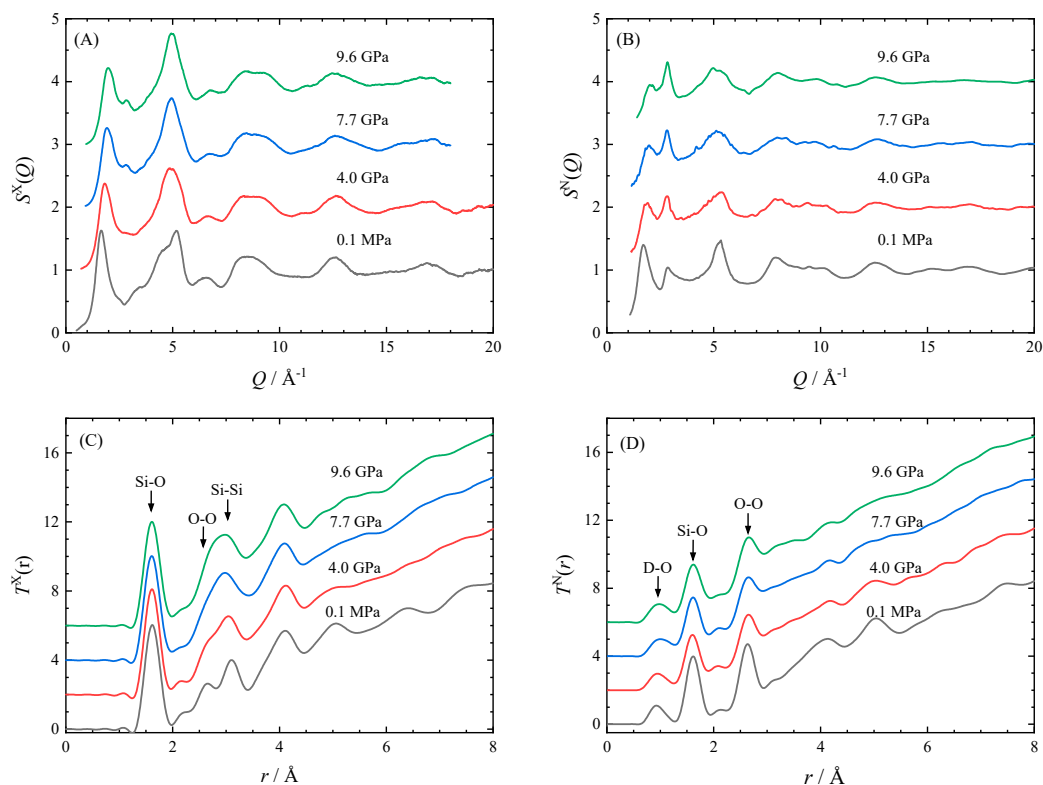 (A)
9.6 GPa
7.7 GPa
4.0 GPa
0.1 MPa
5
4
3
2
1
0
S^X(Q)
0 5 10 15 20
Q / Å^-1
(B)
9.6 GPa
7.7 GPa
4.0 GPa
0.1 MPa
5
4
3
2
1
0
S^N(Q)
0 5 10 15 20
Q / Å^-1
(C)
Si-O
O-O
Si-Si
9.6 GPa
7.7 GPa
4.0 GPa
0.1 MPa
16
12
8
4
0
T^X(r)
0 2 4 6 8
r / Å
(D)
D-O
Si-O
O-O
9.6 GPa
7.7 GPa
4.0 GPa
0.1 MPa
16
12
8
4
0
T^N(r)
0 2 4 6 8
r / Å